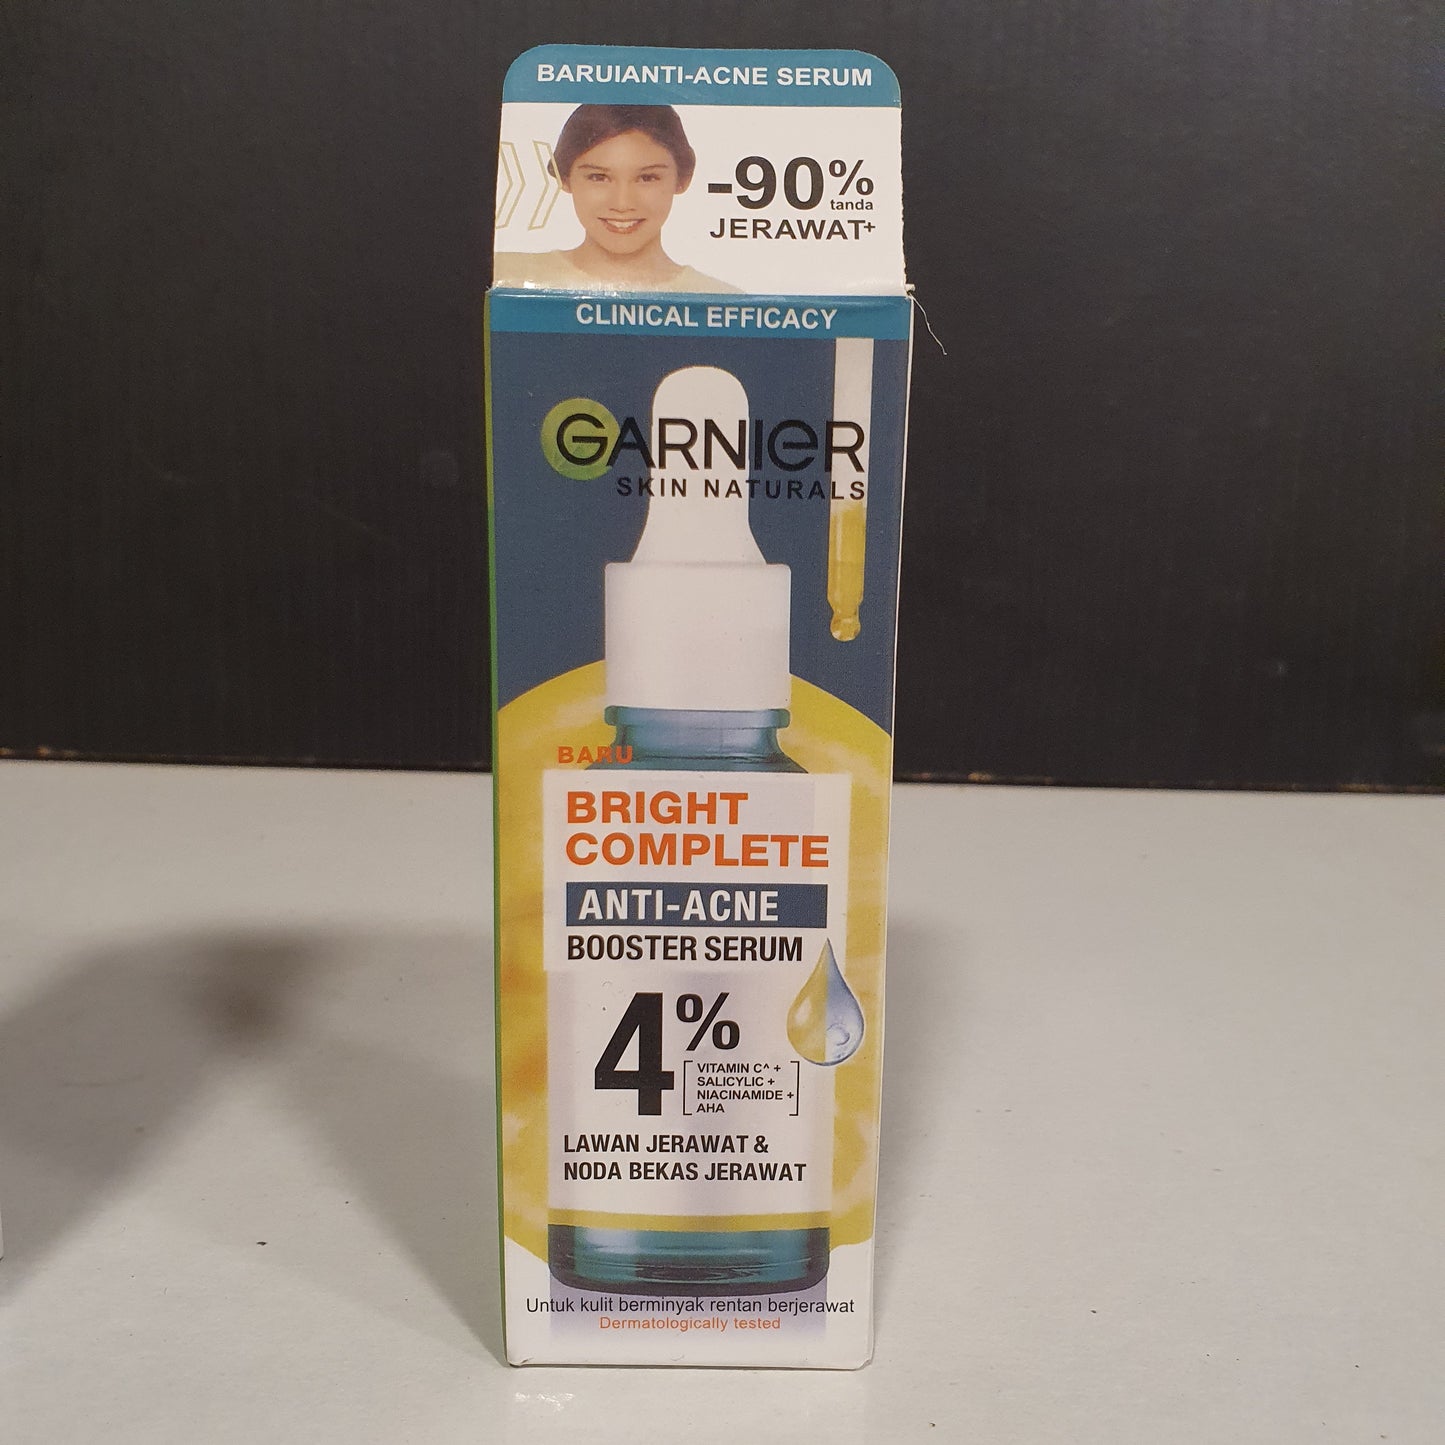 BARUIANTI-ACNE SERUM
-90%
tanda
JERAWAT+
CLINICAL EFFICACY
GARNIER
SKIN NATURALS
BARU
BRIGHT
COMPLETE
ANTI-ACNE
BOOSTER SERUM
4%
VITAMIN C^ +
SALICYLIC +
NIACINAMIDE +
AHA
LAWAN JERAWAT &
NODA BEKAS JERAWAT
Untuk kulit berminyak rentan berjerawat
Dermatologically tested